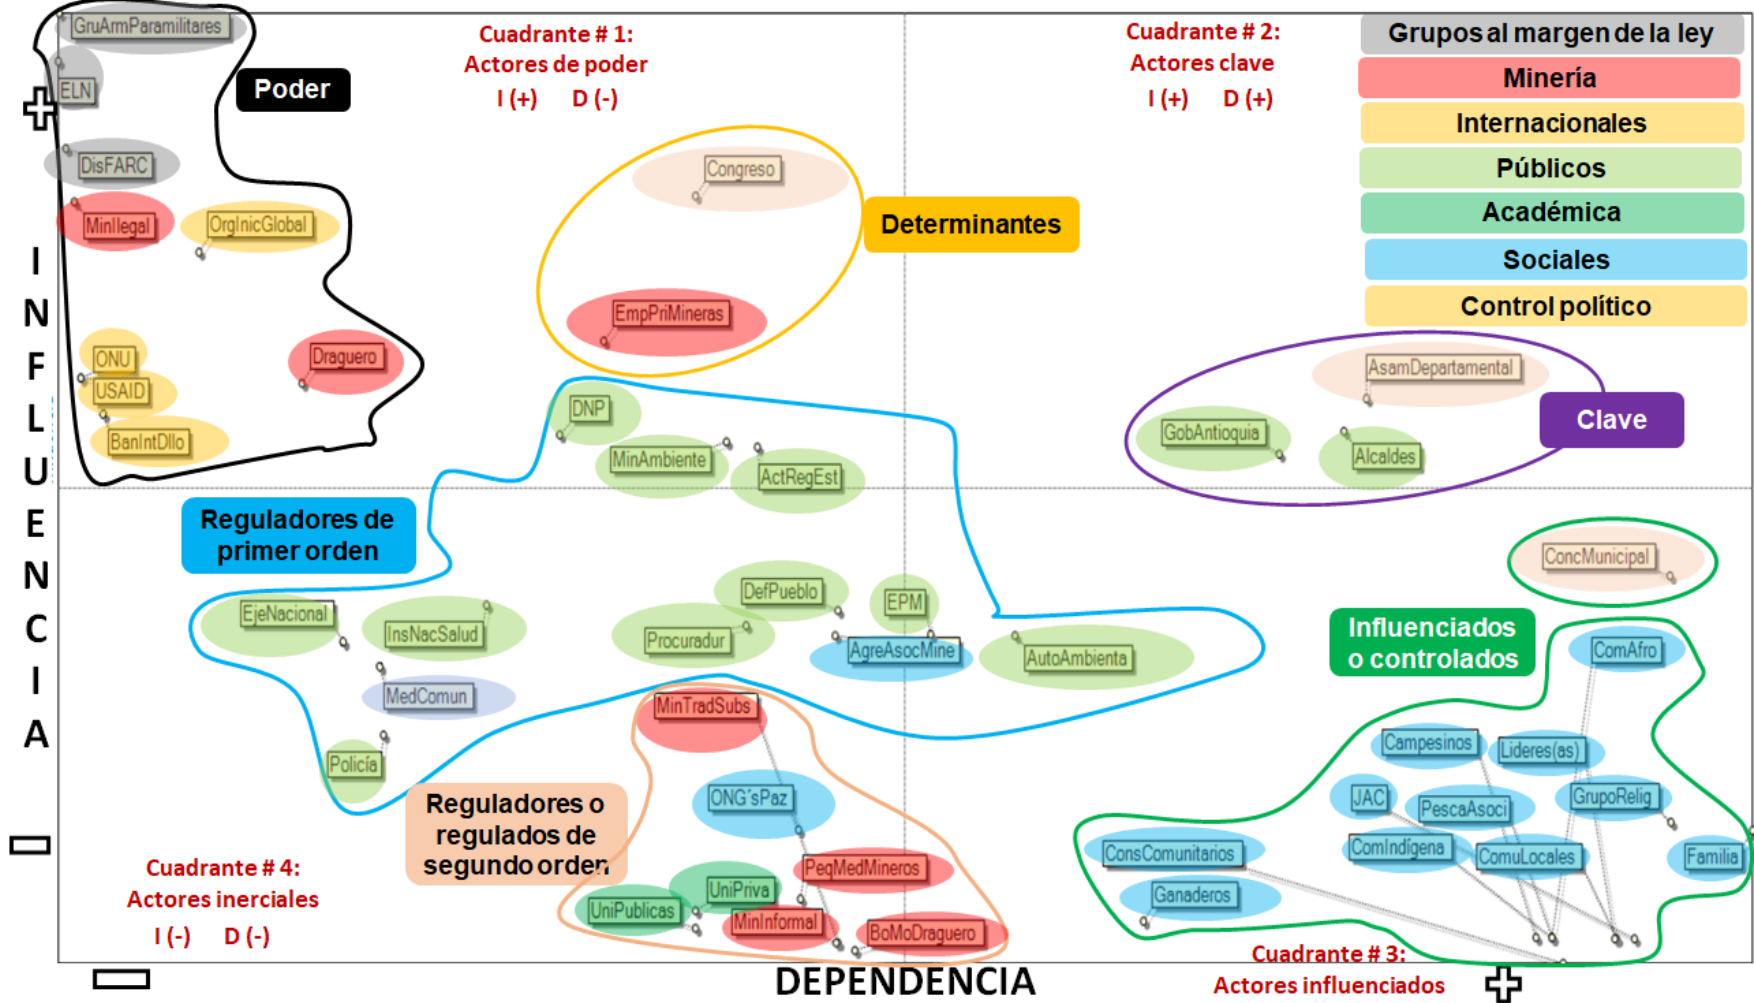 GruArmParamilitares
ELN
Poder
DisFARC
MinIlegal
OrgInicGlobal
ONU
USAID
BanIntDllo
Draguero
Cuadrante # 1:
Actores de poder
I (+) D (-)
Congreso
EmpPriMineras
Determinantes
Cuadrante # 2:
Actores clave
I (+) D (+)
Grupos al margen de la ley
Minería
Internacionales
Públicos
Académica
Sociales
Control político
AsamDepartamental
GobAntioquia
Alcaldes
Clave
DNP
MinAmbiente
ActRegEst
Reguladores de
primer orden
EjeNacional
InsNacSalud
MedComun
Policía
DefPueblo
Procuradur
EPM
AgreAsocMine
AutoAmbienta
ConcMunicipal
Influenciados
o controlados
ComAfro
Campesinos
Lideres(as)
JAC
PescaAsoci
GrupoRelig
ComIndígena
ComuLocales
Familia
ConsComunitarios
Ganaderos
MinTradSubs
ONG´sPaz
PeqMedMineros
UniPriva
UniPublicas
MinInformal
BoMoDraguero
Reguladores o
regulados de
segundo orden
Cuadrante # 4:
Actores inerciales
I (-) D (-)
Cuadrante # 3:
Actores influenciados
INFLUENCIA
DEPENDENCIA